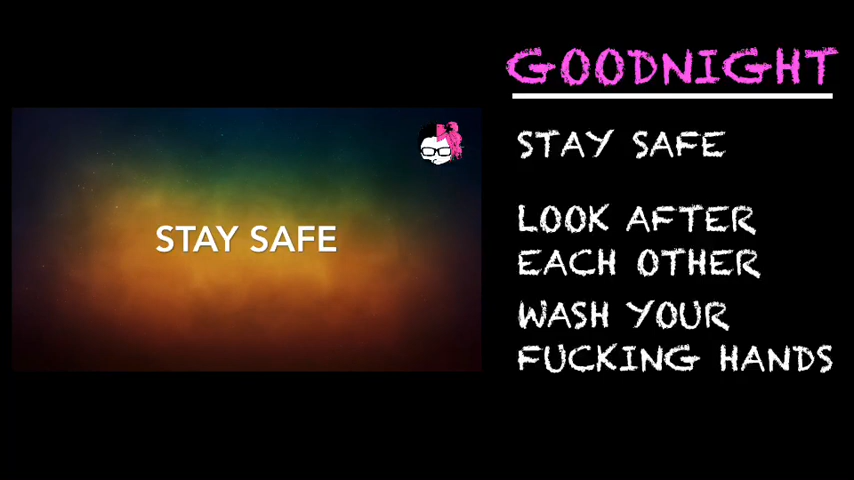 GOODNIGHT
STAY SAFE
STAY SAFE
LOOK AFTER
EACH OTHER
WASH YOUR
FUCKING HANDS